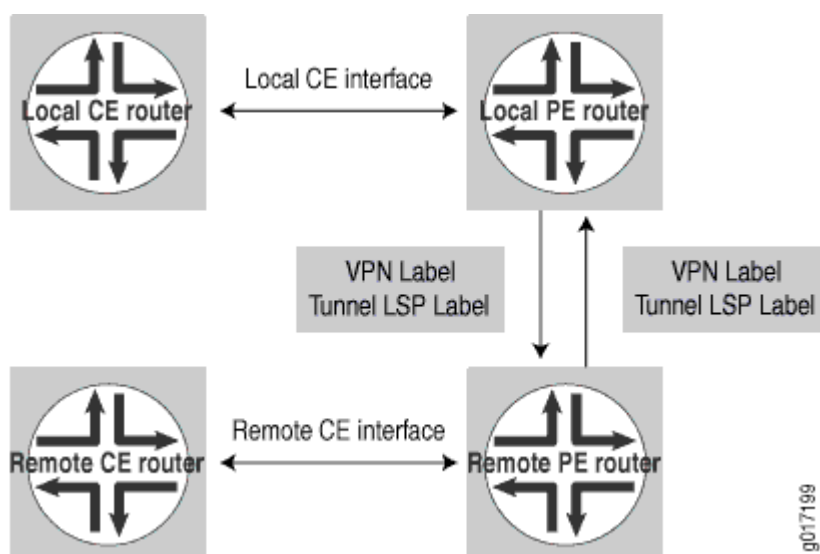 Local CE router
Local CE interface
Local PE router
VPN Label
Tunnel LSP Label
VPN Label
Tunnel LSP Label
Remote CE router
Remote CE interface
Remote PE router
g017199